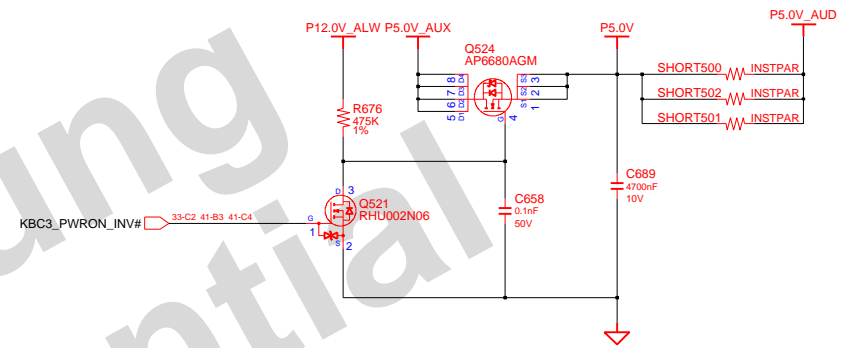 P5.0V_AUD
P12.0V_ALW P5.0V_AUX P5.0V
Q524
AP6680AGM
8 D4
7 D3
6 D2
5 D1
S3 3
S2 2
S1 1
G 4
SHORT500 INSTPAR
SHORT502 INSTPAR
SHORT501 INSTPAR
R676
475K
1%
D 3
Q521
RHU002N06
G
1
S
2
KBC3_PWRON_INV# 33-C2 41-B3 41-C4
C658
0.1nF
50V
C689
4700nF
10V
ung
ential